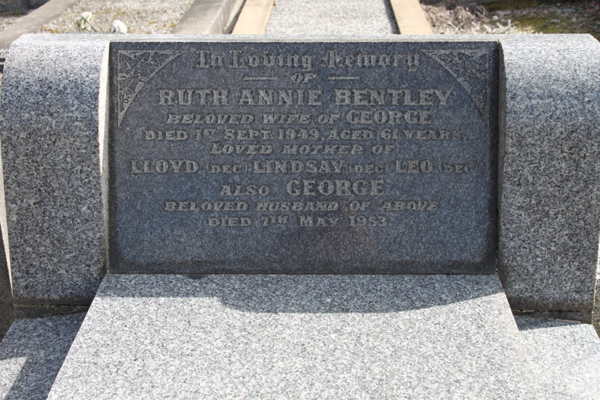 In Loving Memory
OF
RUTH ANNIE BENTLEY
BELOVED WIFE OF GEORGE
DIED 1ST SEPT. 1949, AGED 61 YEARS,
LOVED MOTHER OF
LLOYD, (DEC) LINDSAY (DEC) LEO, (DEC)
ALSO GEORGE
BELOVED HUSBAND OF ABOVE
DIED 7TH MAY 1953.